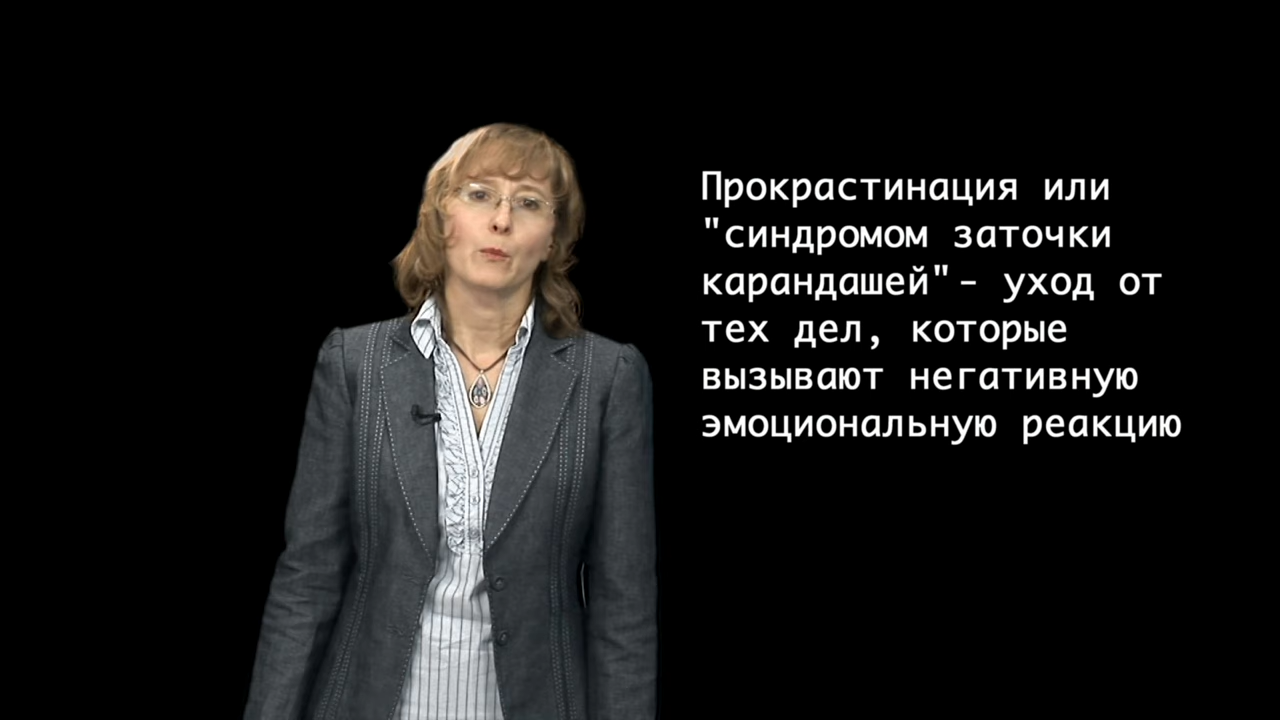 Прокрастинация или
"синдромом заточки
карандашей"- уход от
тех дел, которые
вызывают негативную
эмоциональную реакцию